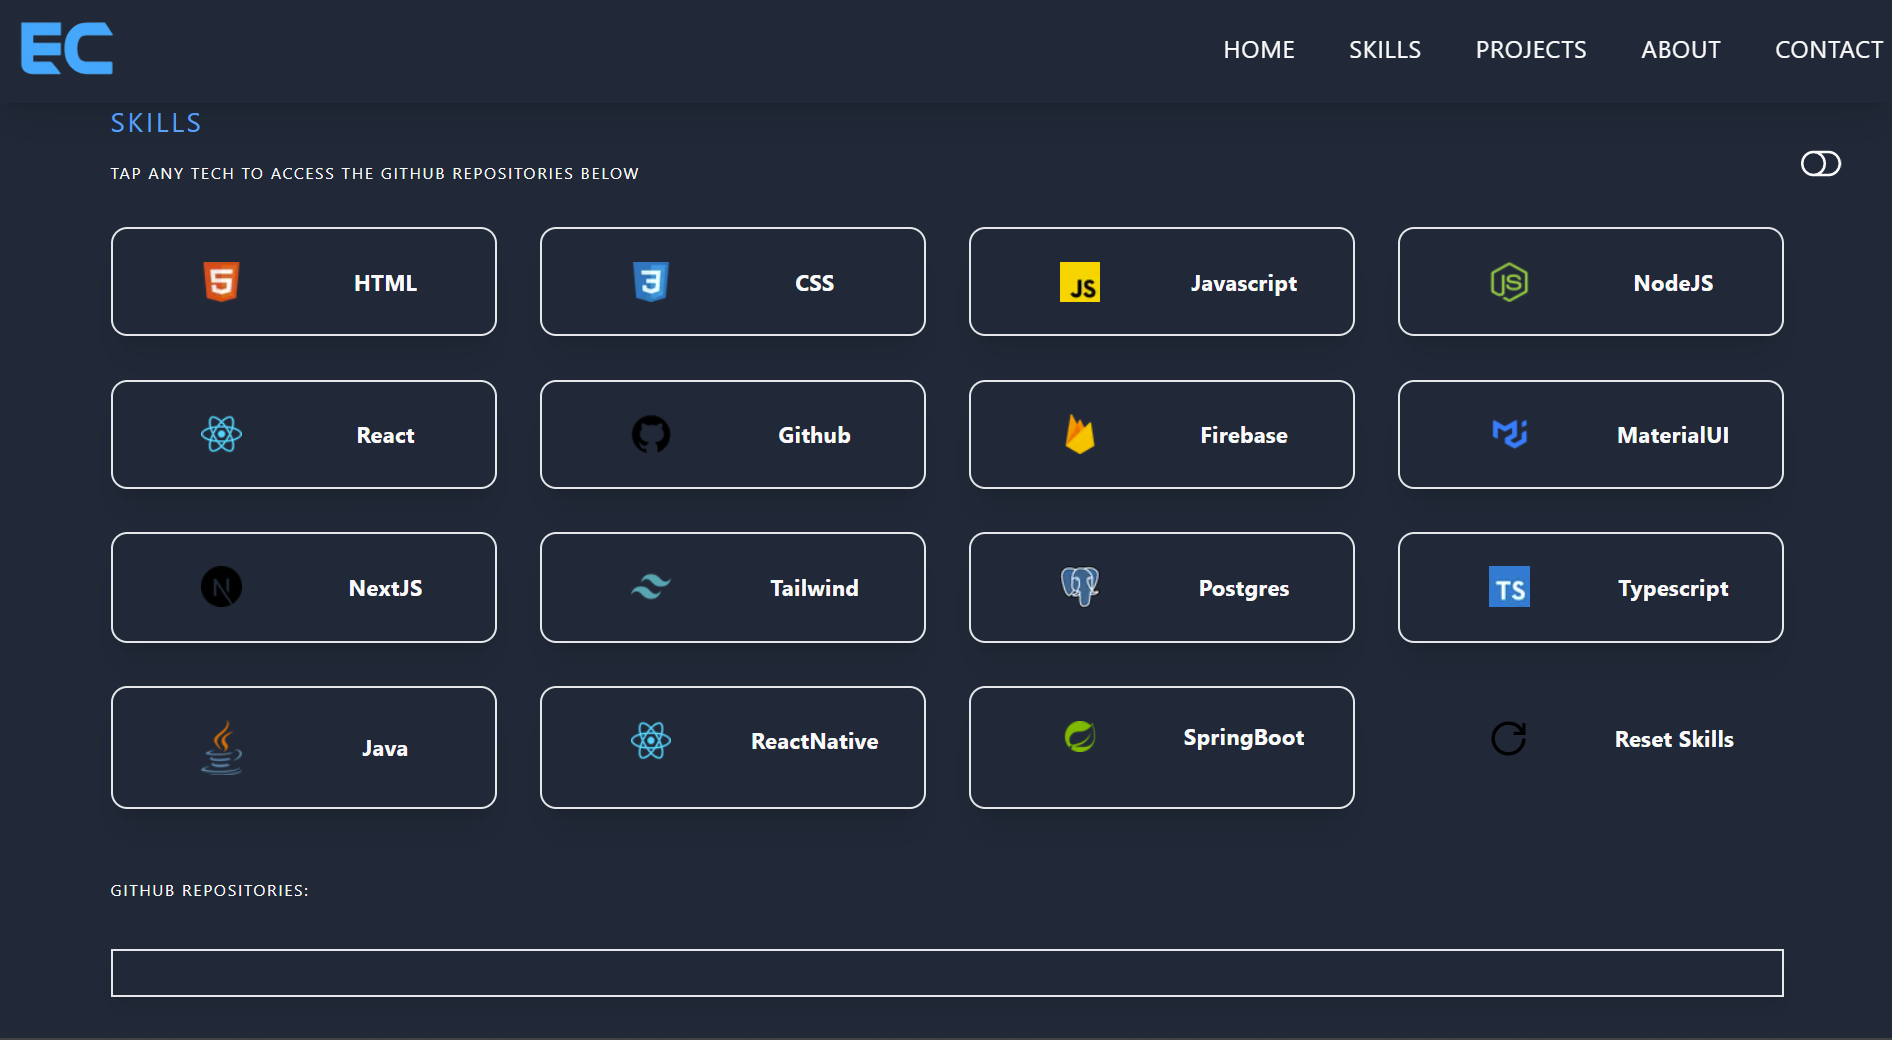 EC
HOME SKILLS PROJECTS ABOUT CONTACT
SKILLS
TAP ANY TECH TO ACCESS THE GITHUB REPOSITORIES BELOW
5 HTML 3 CSS JS Javascript JS NodeJS
React Github Firebase MaterialUI
N NextJS Tailwind Postgres TS Typescript
Java ReactNative SpringBoot Reset Skills
GITHUB REPOSITORIES: